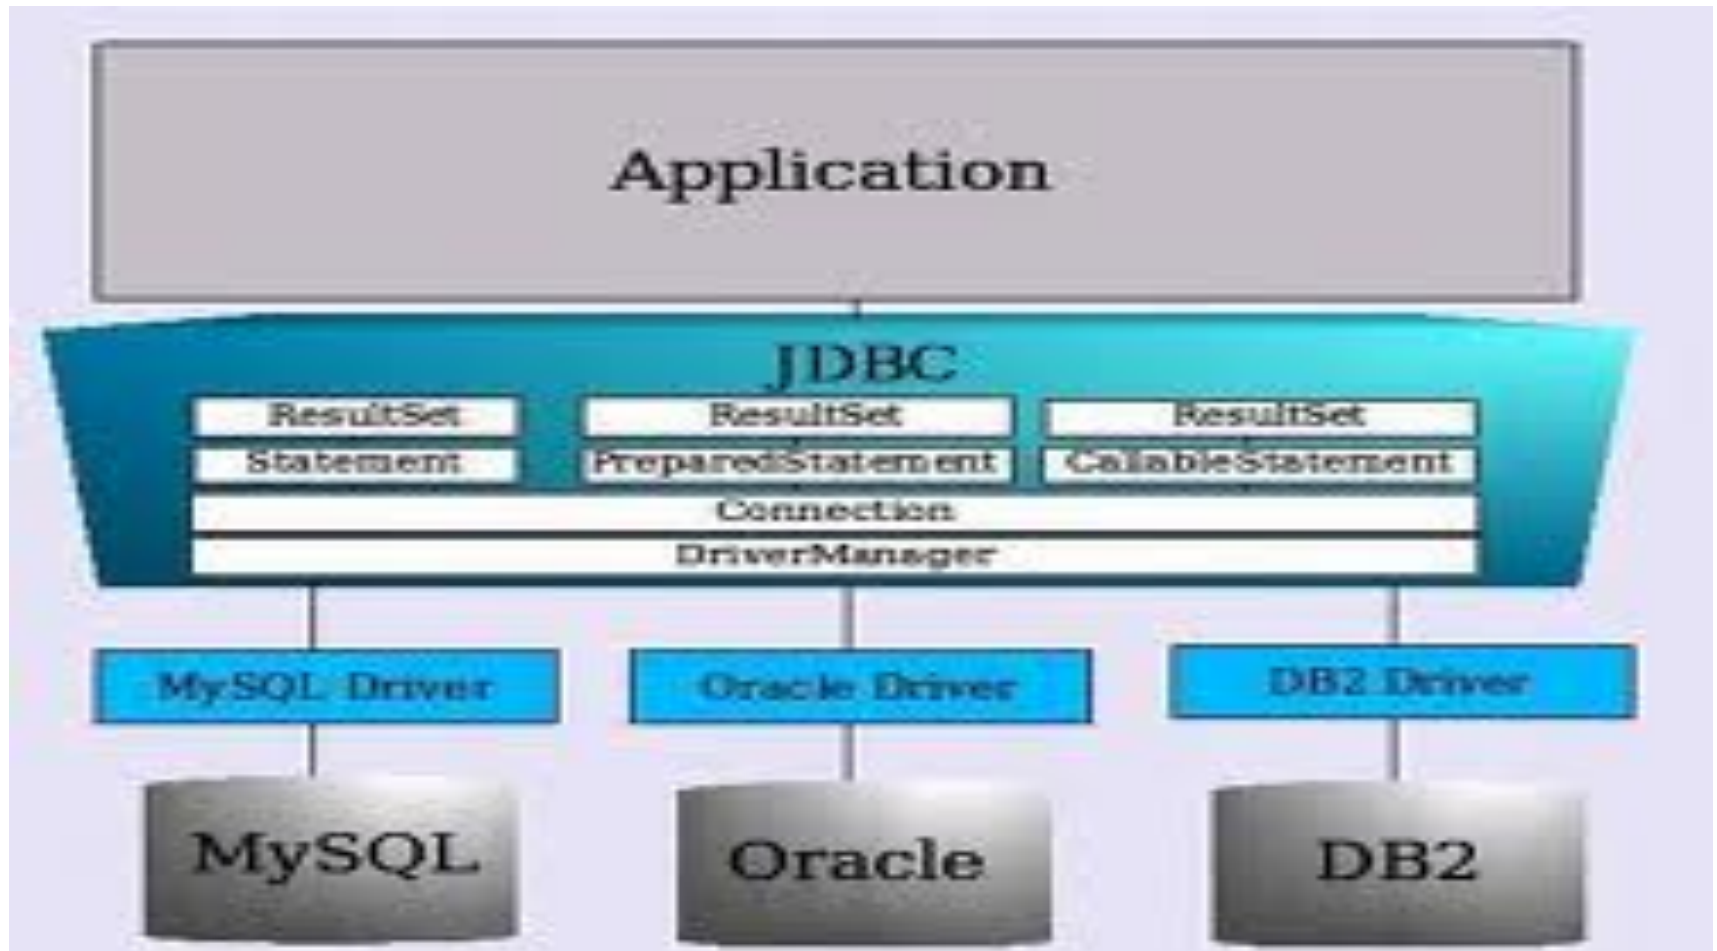 Application
JDBC
ResultSet ResultSet ResultSet
Statement PreparedStatement CallableStatement
Connection
DriverManager
MySQL Driver Oracle Driver DB2 Driver
MySQL Oracle DB2